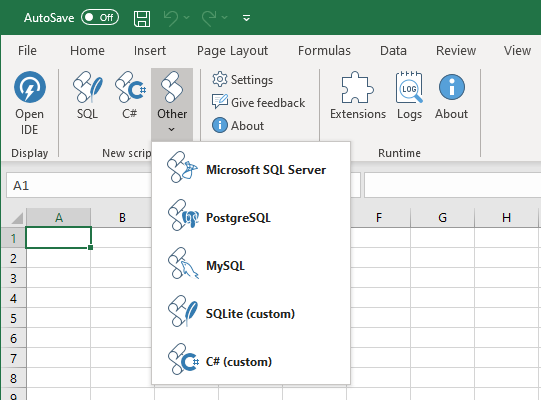 AutoSave Off
File Home Insert Page Layout Formulas Data Review View
Open IDE SQL C# Other Settings Give feedback About Extensions Logs About
LOG
Display New scrip Runtime
A1
Microsoft SQL Server
PostgreSQL
MySQL
SQLite (custom)
C# (custom)
A B F G H
1
2
3
4
5
6
7
8
9